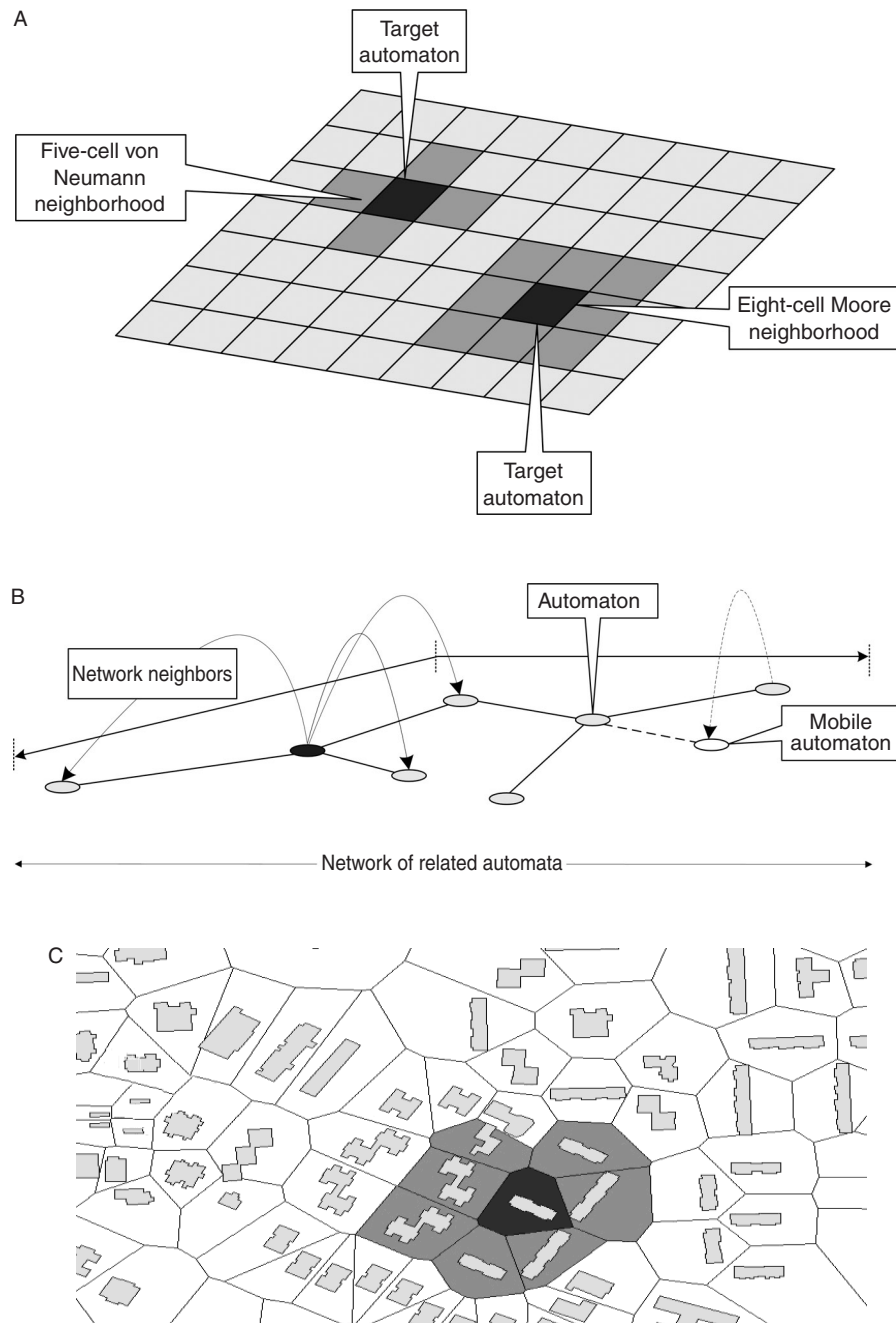 A
Target
automaton
Five-cell von
Neumann
neighborhood
Eight-cell Moore
neighborhood
Target
automaton
B
Automaton
Network neighbors
Mobile
automaton
Network of related automata
C